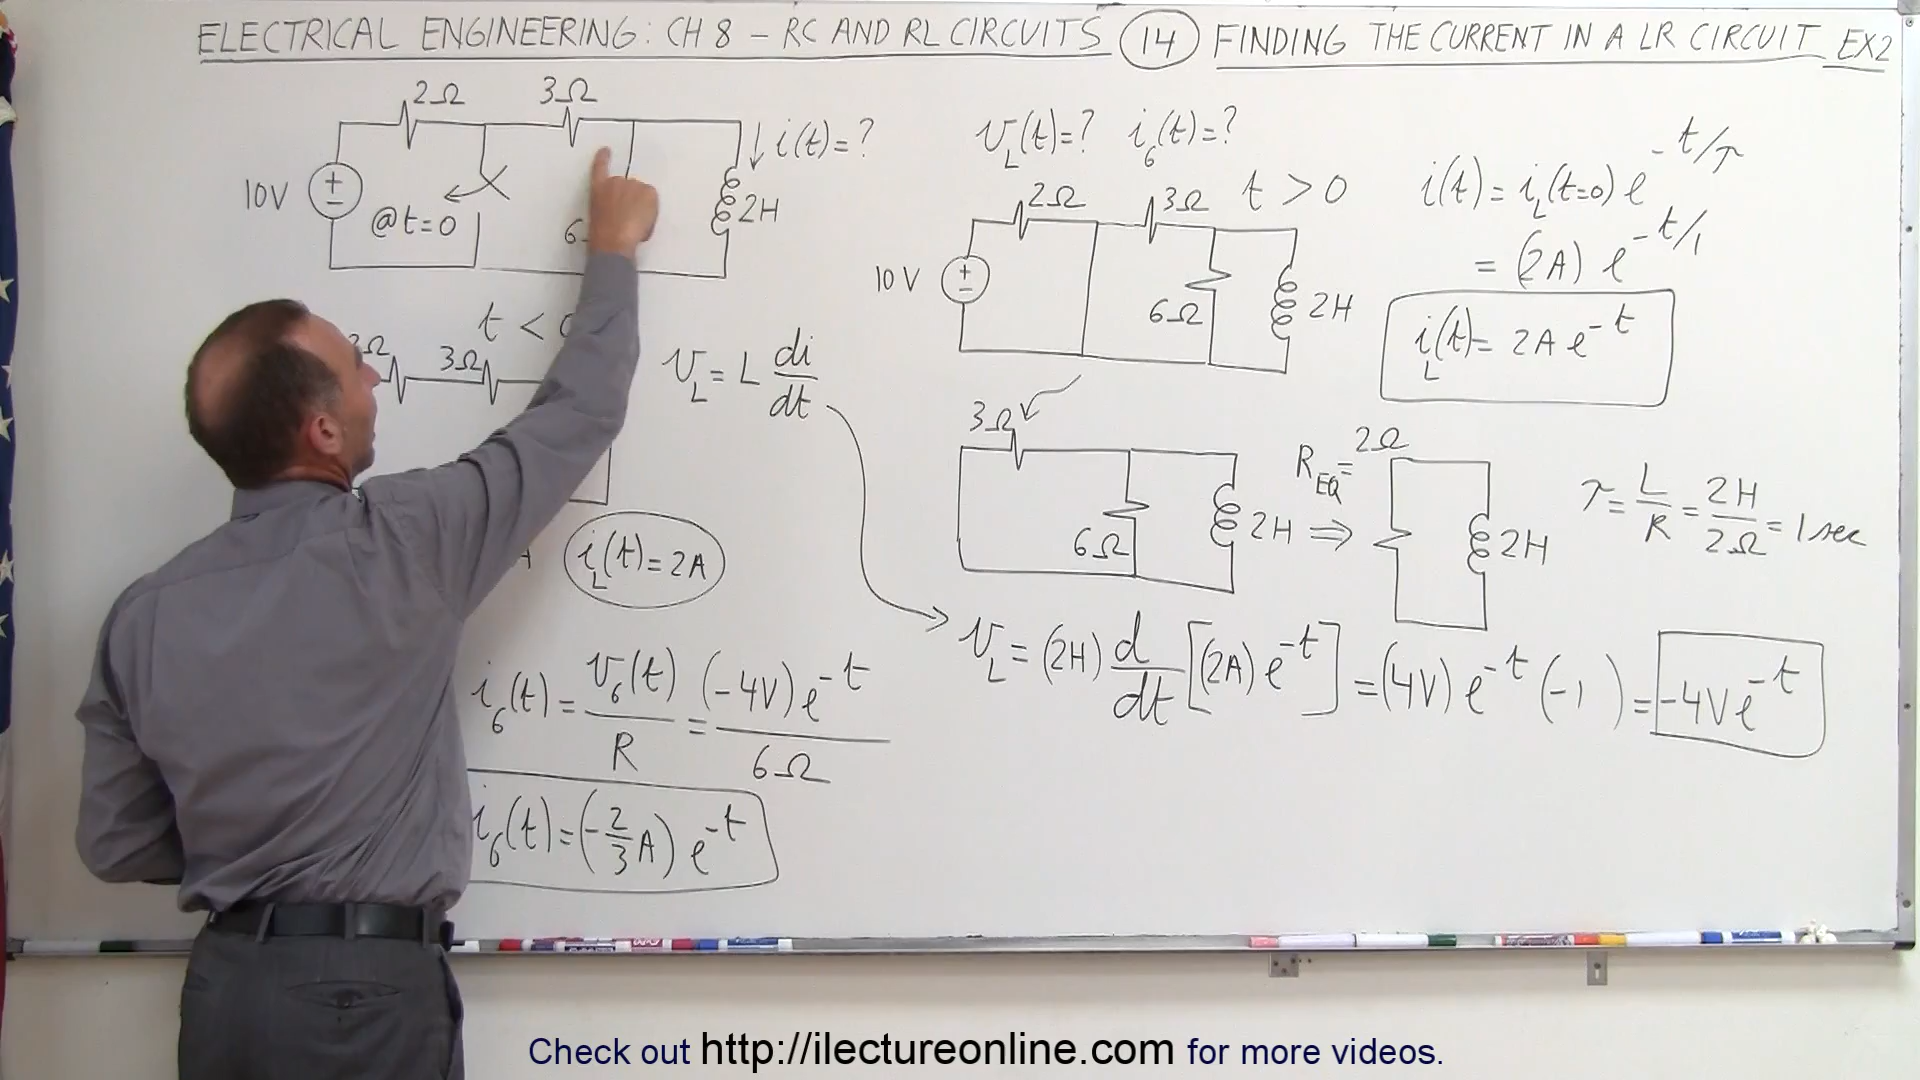 ELECTRICAL ENGINEERING: CH 8 – RC AND RL CIRCUITS 14 FINDING THE CURRENT IN A LR CIRCUIT EX2
2Ω 3Ω
i(t)=?
10V + −
@t=0
2H
t <
3Ω
v_L = L di/dt
i_L(t)=2A
i_6(t) = v_6(t)/R = (-4V)e^-t / 6Ω
i_6(t) = (-2/3 A) e^-t
v_L(t)=? i_6(t)=?
2Ω 3Ω t > 0
10V + −
6Ω 2H
i(t) = i_L(t=0) e^-t/τ
= (2A) e^-t/1
i_L(t) = 2A e^-t
3Ω
6Ω 2H ⇒
R_EQ = 2Ω
2H
τ = L/R = 2H/2Ω = 1 sec
v_L = (2H) d/dt [(2A) e^-t] = (4V) e^-t (-1) = -4V e^-t
Check out http://ilectureonline.com for more videos.